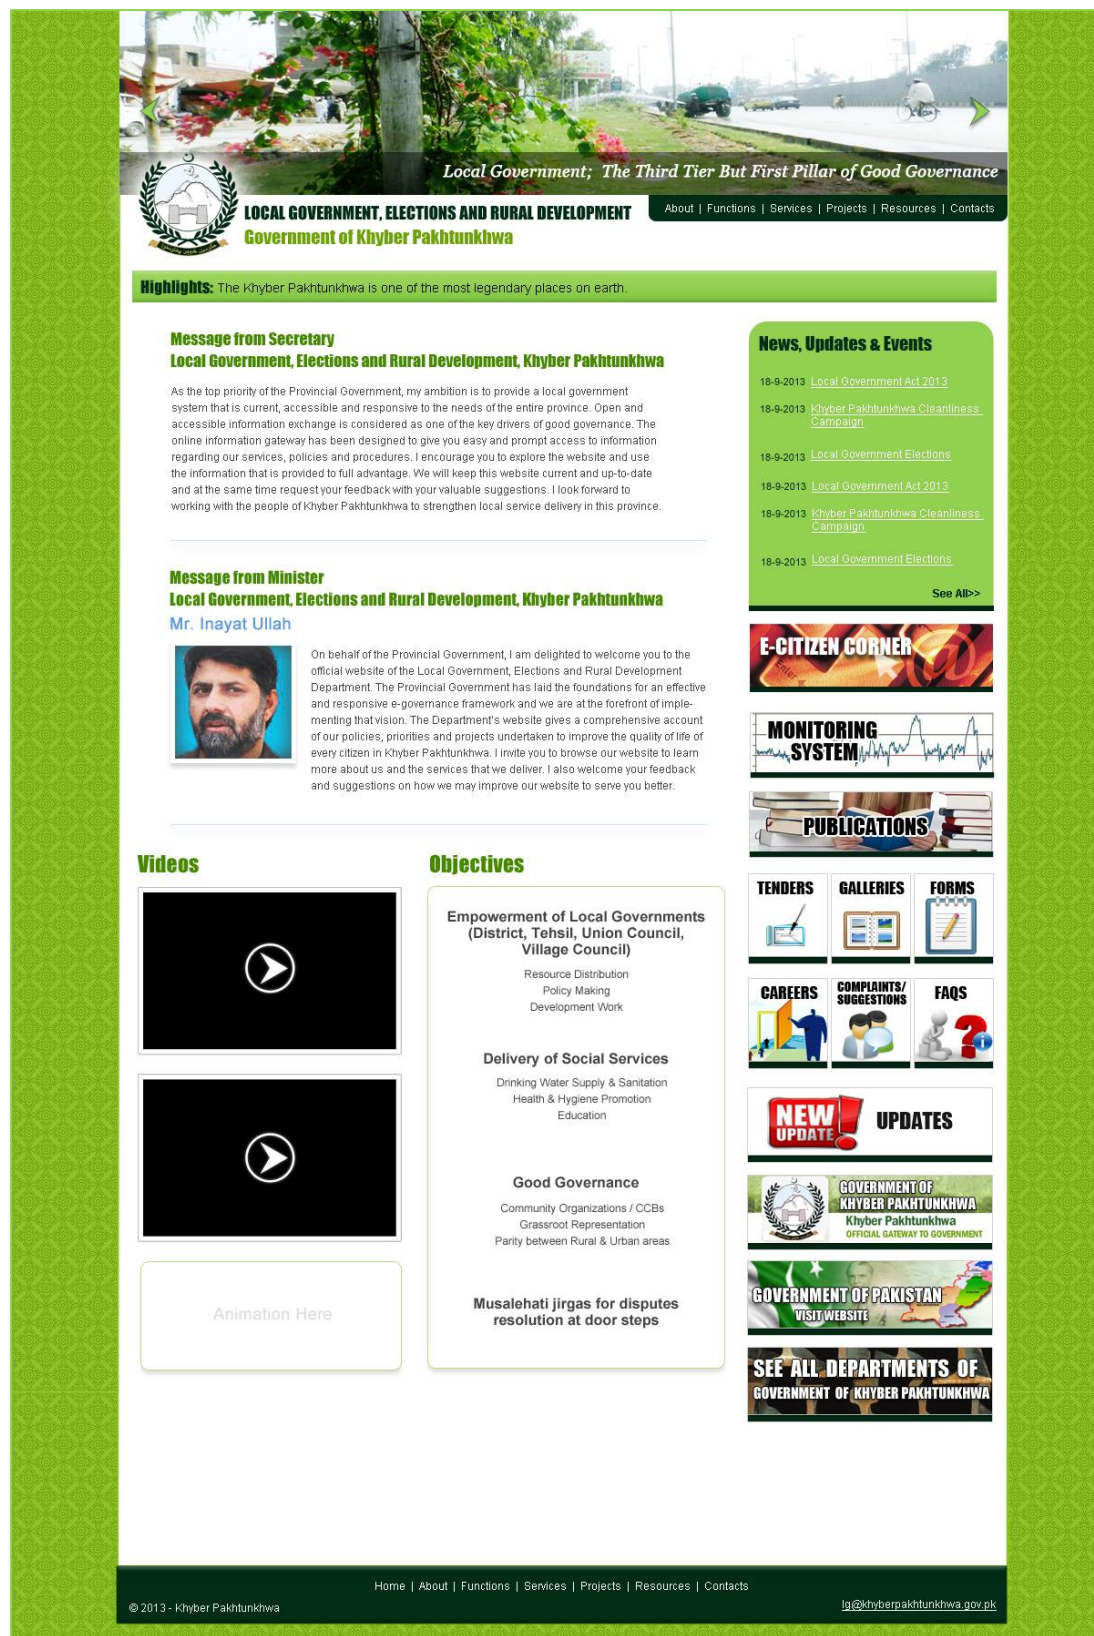 Local Government; The Third Tier But First Pillar of Good Governance
LOCAL GOVERNMENT, ELECTIONS AND RURAL DEVELOPMENT
Government of Khyber Pakhtunkhwa
About | Functions | Services | Projects | Resources | Contacts
Highlights: The Khyber Pakhtunkhwa is one of the most legendary places on earth.
Message from Secretary
Local Government, Elections and Rural Development, Khyber Pakhtunkhwa
As the top priority of the Provincial Government, my ambition is to provide a local government
system that is current, accessible and responsive to the needs of the entire province. Open and
accessible information exchange is considered as one of the key drivers of good governance. The
online information gateway has been designed to give you easy and prompt access to information
regarding our services, policies and procedures. I encourage you to explore the website and use
the information that is provided to full advantage. We will keep this website current and up-to-date
and at the same time request your feedback with your valuable suggestions. I look forward to
working with the people of Khyber Pakhtunkhwa to strengthen local service delivery in this province.
Message from Minister
Local Government, Elections and Rural Development, Khyber Pakhtunkhwa
Mr. Inayat Ullah
On behalf of the Provincial Government, I am delighted to welcome you to the
official website of the Local Government, Elections and Rural Development
Department. The Provincial Government has laid the foundations for an effective
and responsive e-governance framework and we are at the forefront of imple-
menting that vision. The Department's website gives a comprehensive account
of our policies, priorities and projects undertaken to improve the quality of life of
every citizen in Khyber Pakhtunkhwa. I invite you to browse our website to learn
more about us and the services that we deliver. I also welcome your feedback
and suggestions on how we may improve our website to serve you better.
Videos
Animation Here
Objectives
Empowerment of Local Governments
(District, Tehsil, Union Council,
Village Council)
Resource Distribution
Policy Making
Development Work
Delivery of Social Services
Drinking Water Supply & Sanitation
Health & Hygiene Promotion
Education
Good Governance
Community Organizations / CCBs
Grassroot Representation
Parity between Rural & Urban areas
Musalehati jirgas for disputes
resolution at door steps
News, Updates & Events
18-9-2013 Local Government Act 2013
18-9-2013 Khyber Pakhtunkhwa Cleanliness
Campaign
18-9-2013 Local Government Elections
18-9-2013 Local Government Act 2013
18-9-2013 Khyber Pakhtunkhwa Cleanliness
Campaign
18-9-2013 Local Government Elections
See All>>
E-CITIZEN CORNER
Enter
MONITORING
SYSTEM
PUBLICATIONS
TENDERS GALLERIES FORMS
CAREERS
COMPLAINTS/
SUGGESTIONS
FAQS
NEW
UPDATE
UPDATES
GOVERNMENT OF
KHYBER PAKHTUNKHWA
Khyber Pakhtunkhwa
OFFICIAL GATEWAY TO GOVERNMENT
GOVERNMENT OF PAKISTAN
VISIT WEBSITE
SEE ALL DEPARTMENTS OF
GOVERNMENT OF KHYBER PAKHTUNKHWA
Home | About | Functions | Services | Projects | Resources | Contacts
© 2013 - Khyber Pakhtunkhwa
lg@khyberpakhtunkhwa.gov.pk